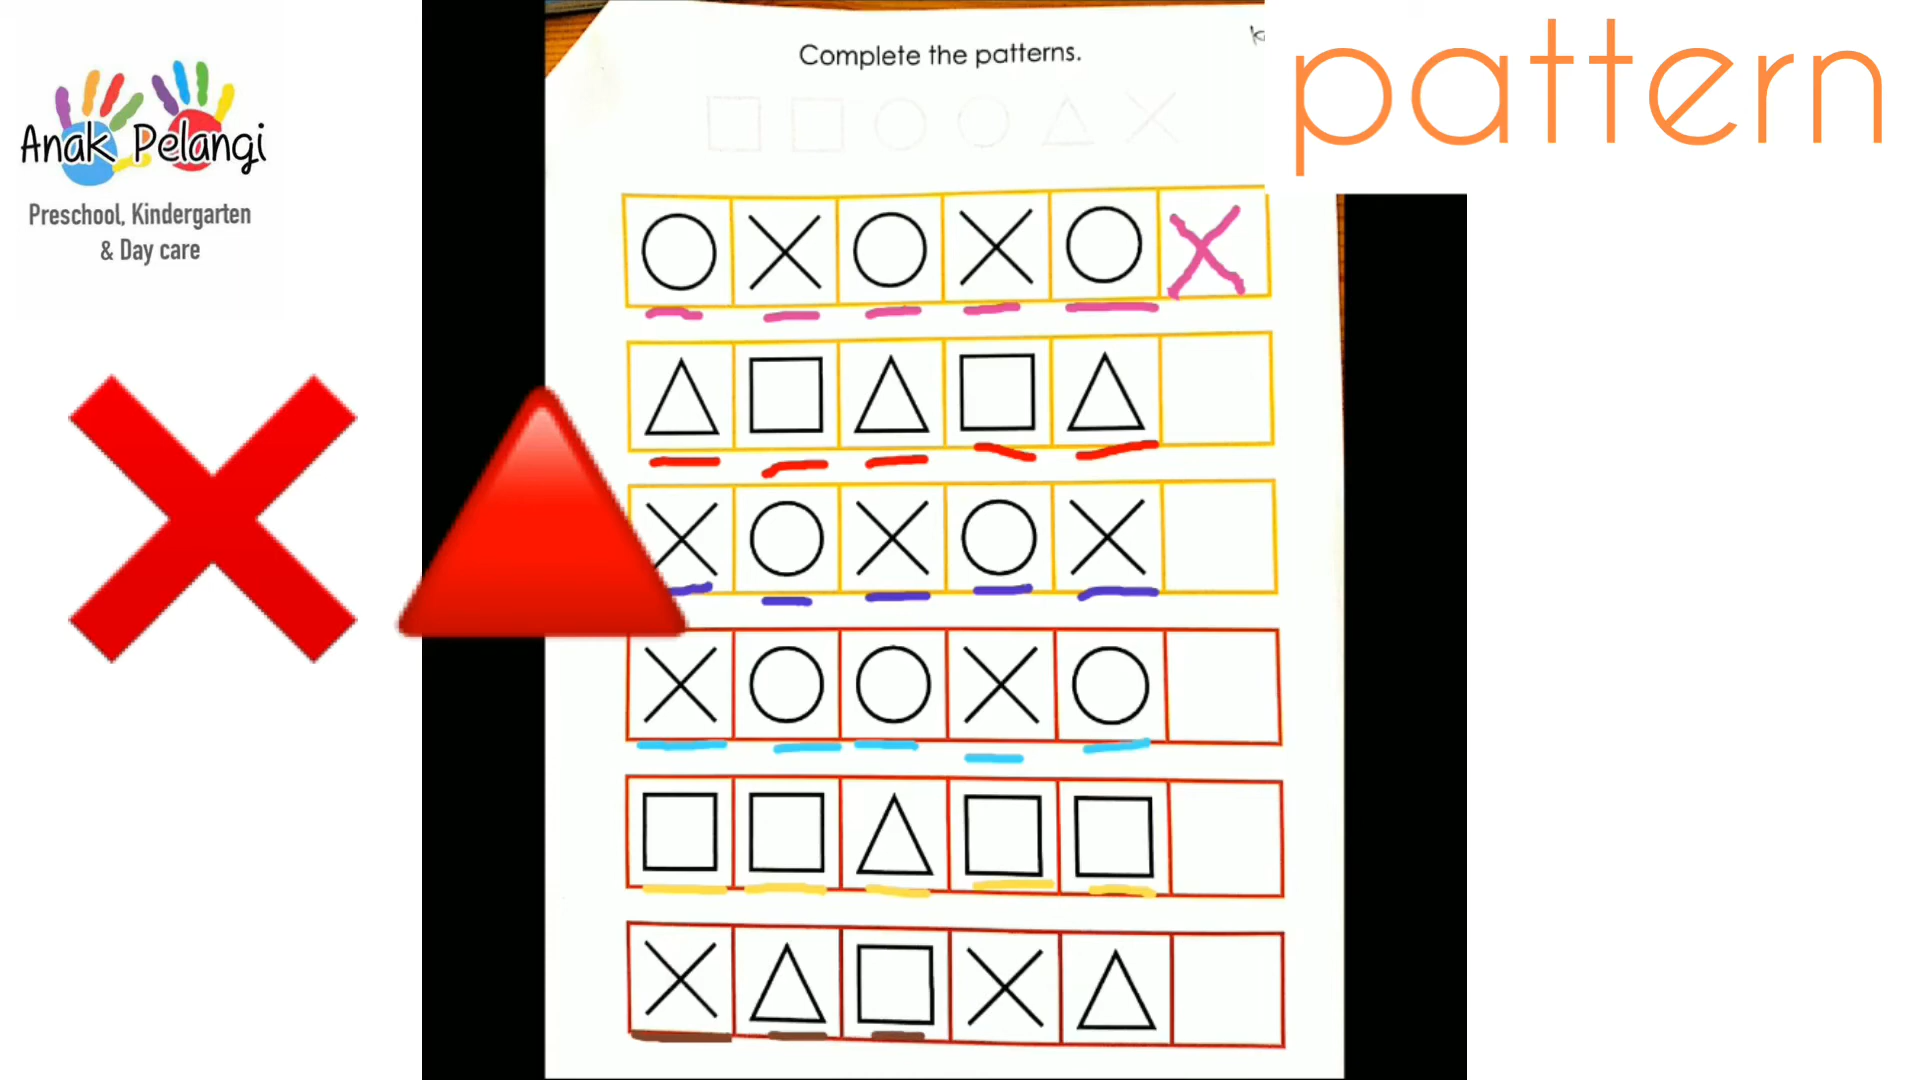 Anak Pelangi
Preschool, Kindergarten
& Day care
Complete the patterns.
pattern